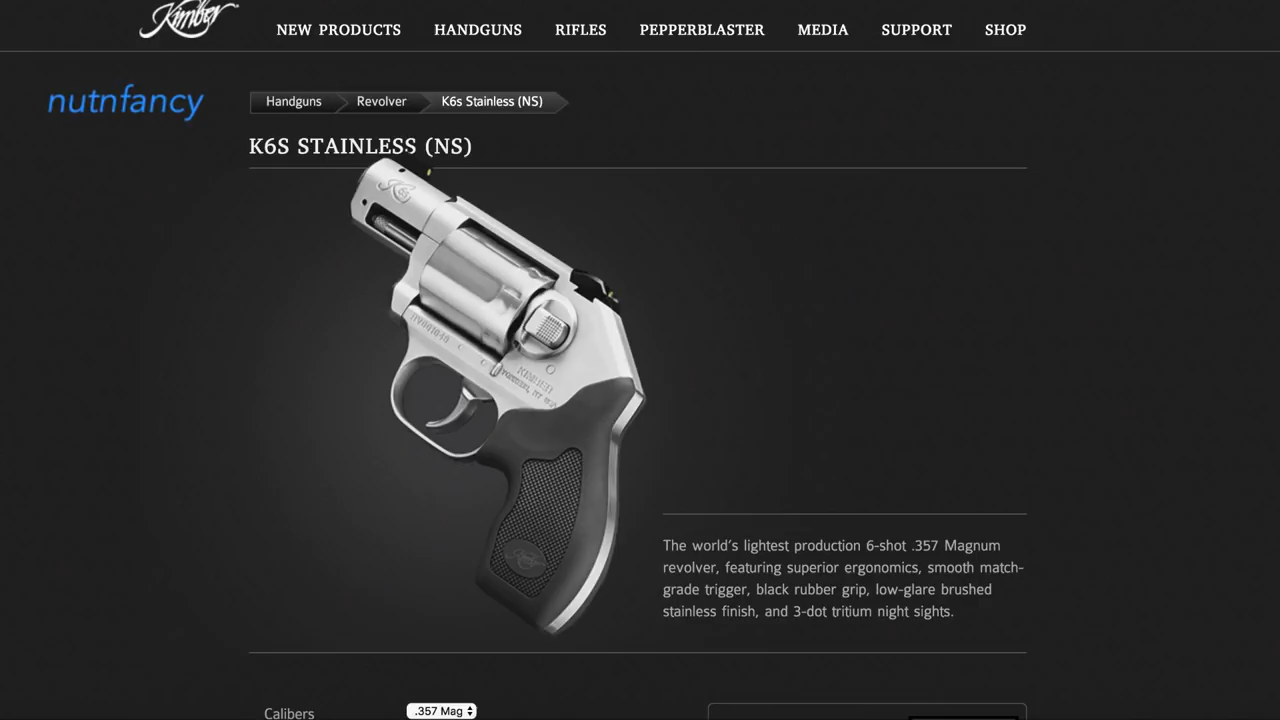 Kimber
NEW PRODUCTS HANDGUNS RIFLES PEPPERBLASTER MEDIA SUPPORT SHOP
nutnfancy
Handguns Revolver K6s Stainless (NS)
K6S STAINLESS (NS)
K6s
KIMBER
The world's lightest production 6-shot .357 Magnum
revolver, featuring superior ergonomics, smooth match-
grade trigger, black rubber grip, low-glare brushed
stainless finish, and 3-dot tritium night sights.
Calibers .357 Mag